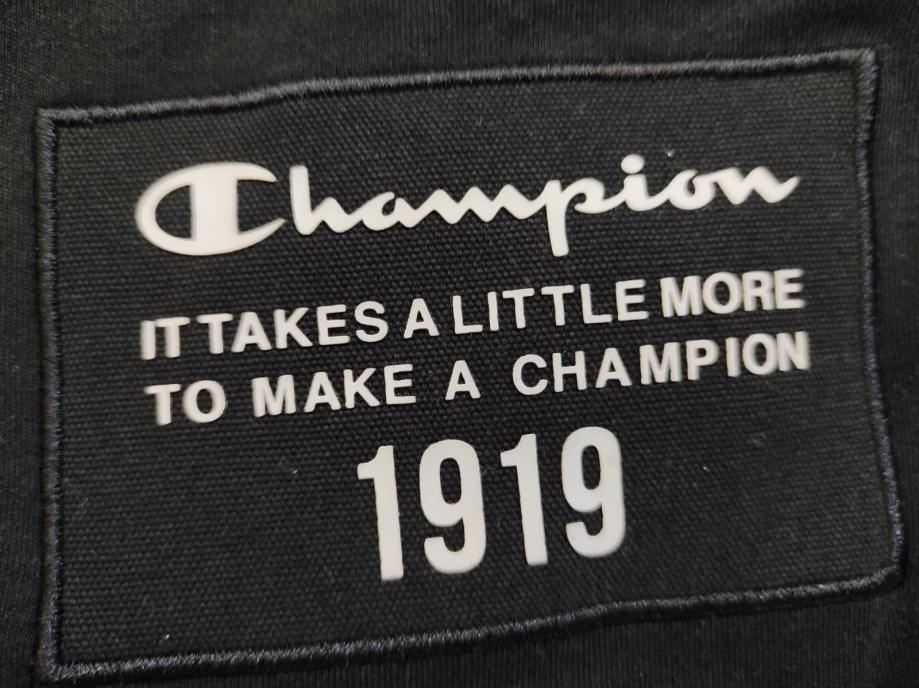 Champion
IT TAKES A LITTLE MORE
TO MAKE A CHAMPION
1919